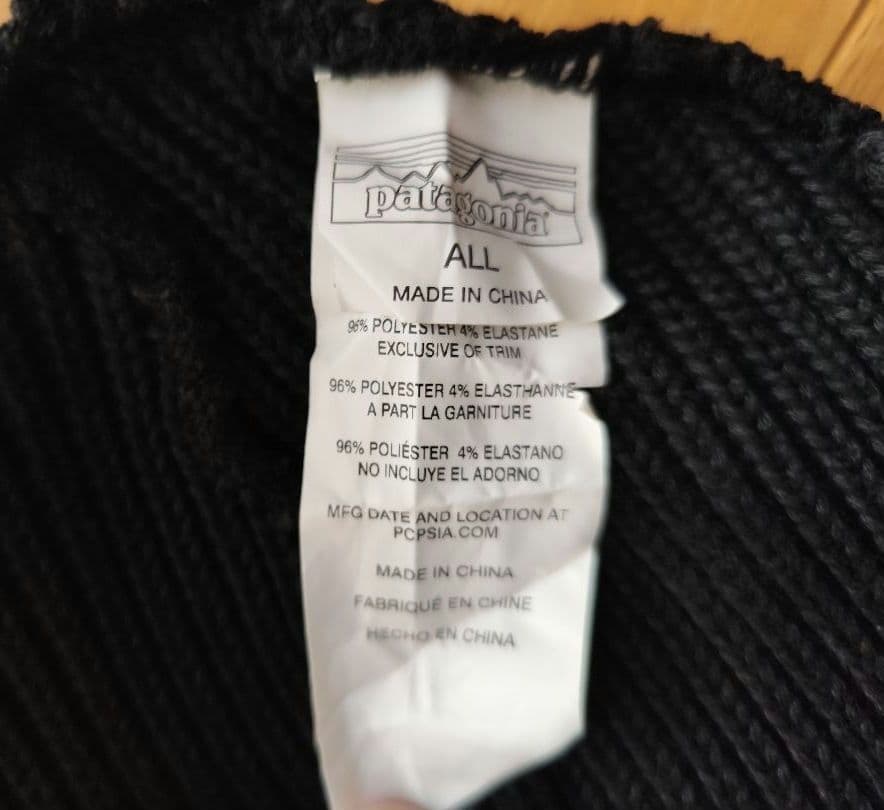 patagonia
ALL
MADE IN CHINA
96% POLYESTER 4% ELASTANE
EXCLUSIVE OF TRIM
96% POLYESTER 4% ELASTHANNE
A PART LA GARNITURE
96% POLIÉSTER 4% ELASTANO
NO INCLUYE EL ADORNO
MFG DATE AND LOCATION AT
PCPSIA.COM
MADE IN CHINA
FABRIQUÉ EN CHINE
HECHO EN CHINA